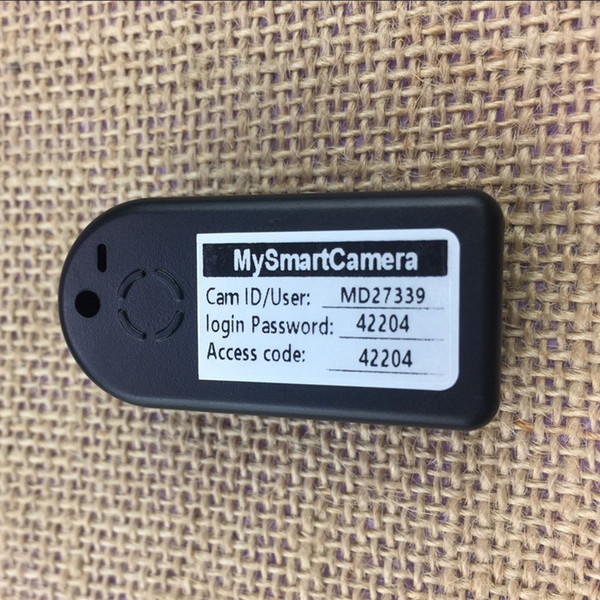 MySmartCamera
Cam ID/User: MD27339
login Password: 42204
Access code: 42204